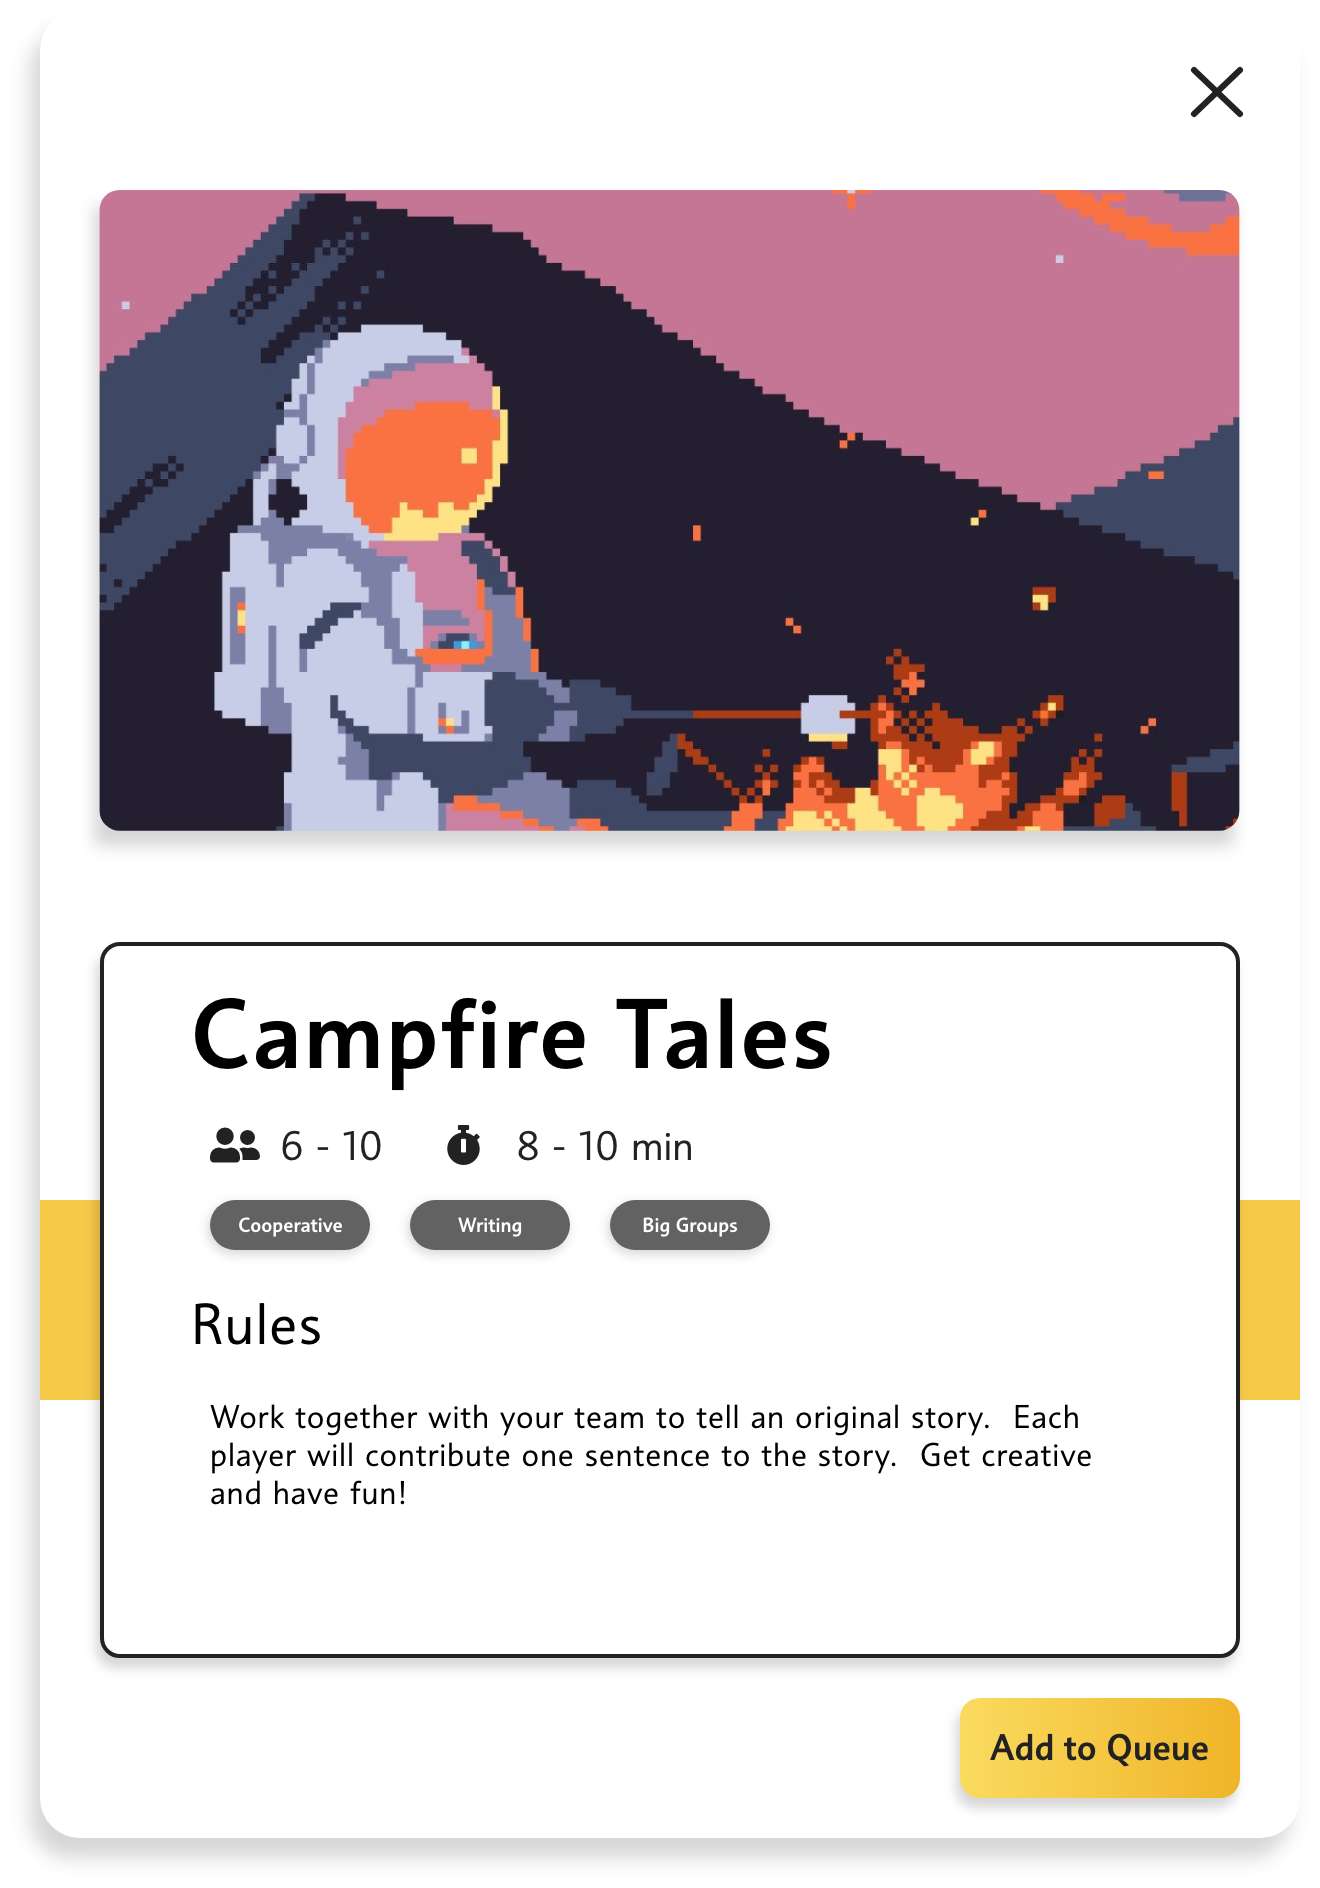 Campfire Tales
6 - 10 8 - 10 min
Cooperative Writing Big Groups
Rules
Work together with your team to tell an original story.  Each
player will contribute one sentence to the story.  Get creative
and have fun!
Add to Queue